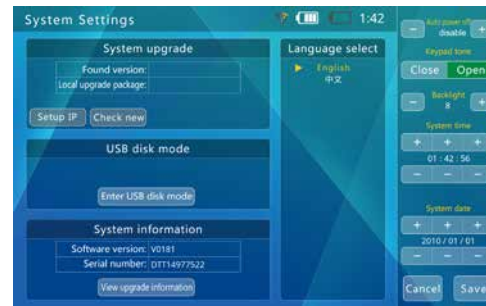 System Settings
1:42
System upgrade
Found version:
Local upgrade package:
Setup IP
Check new
USB disk mode
Enter USB disk mode
System information
Software version: V0181
Serial number: DTT14977522
View upgrade information
Language select
English
中文
Auto power off
- disable +
Keypad tone
Close Open
Backlight
- 8 +
System time
+ + +
01 : 42 : 56
- - -
System date
+ + +
2010 / 01 / 01
- - -
Cancel Save